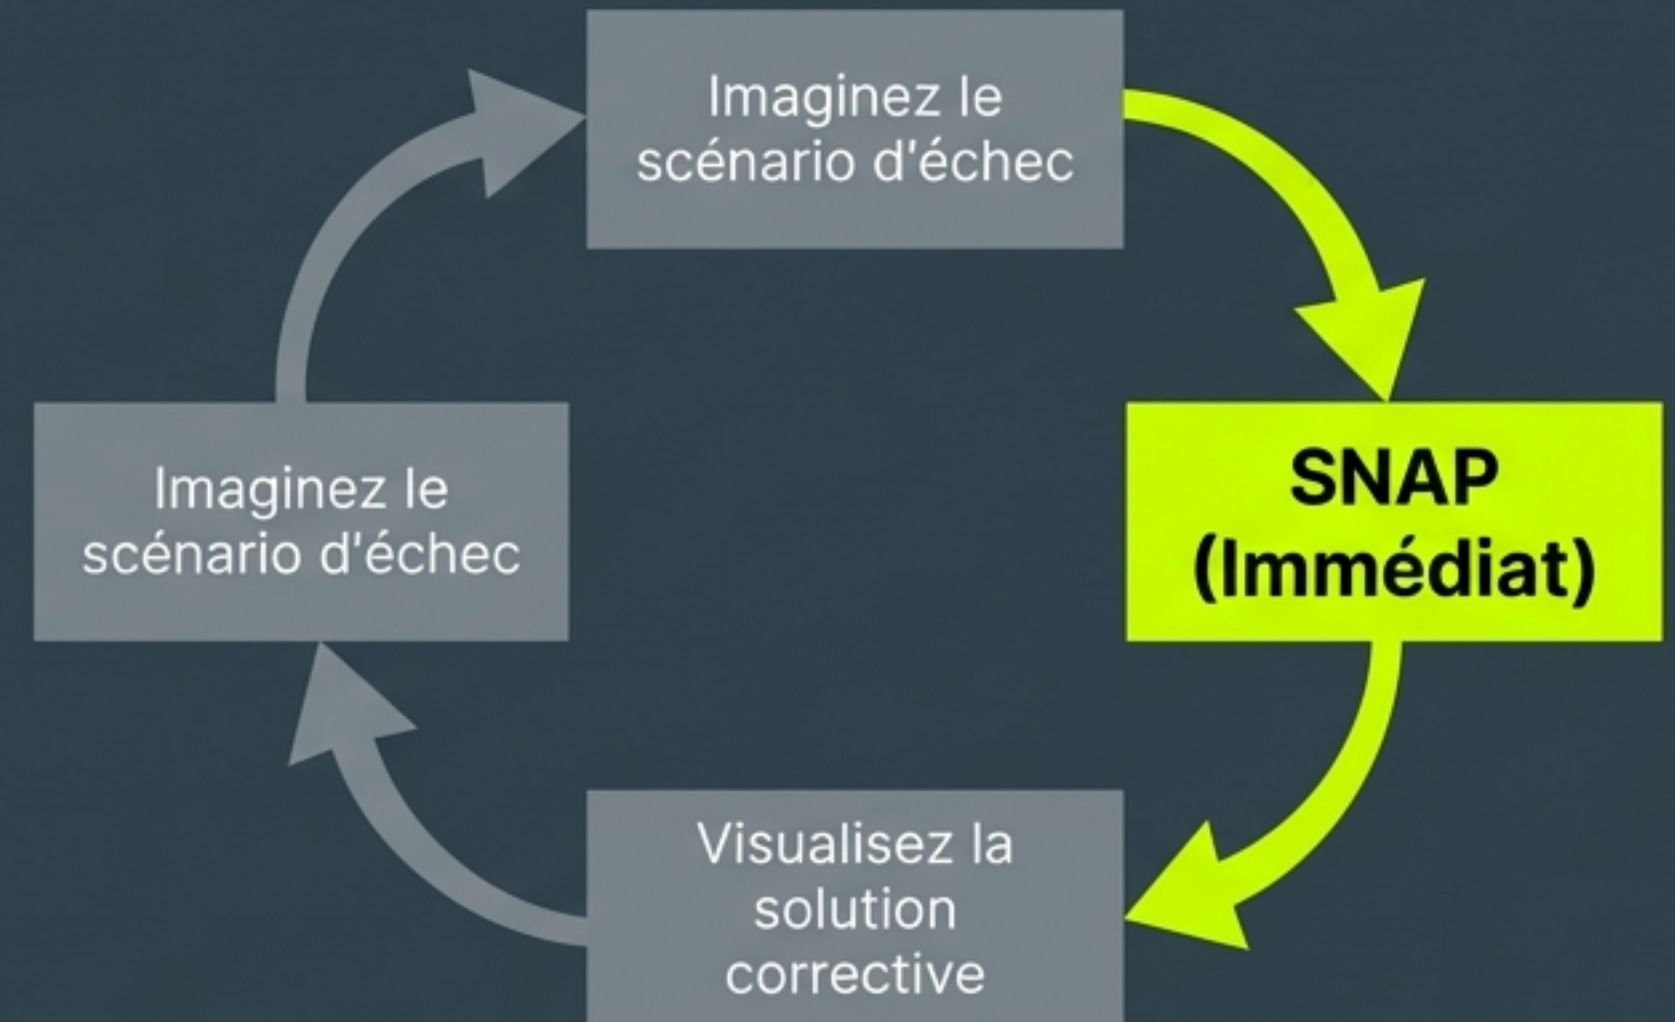 Imaginez le
scénario d'échec
SNAP
(Immédiat)
Visualisez la
solution
corrective
Imaginez le
scénario d'échec